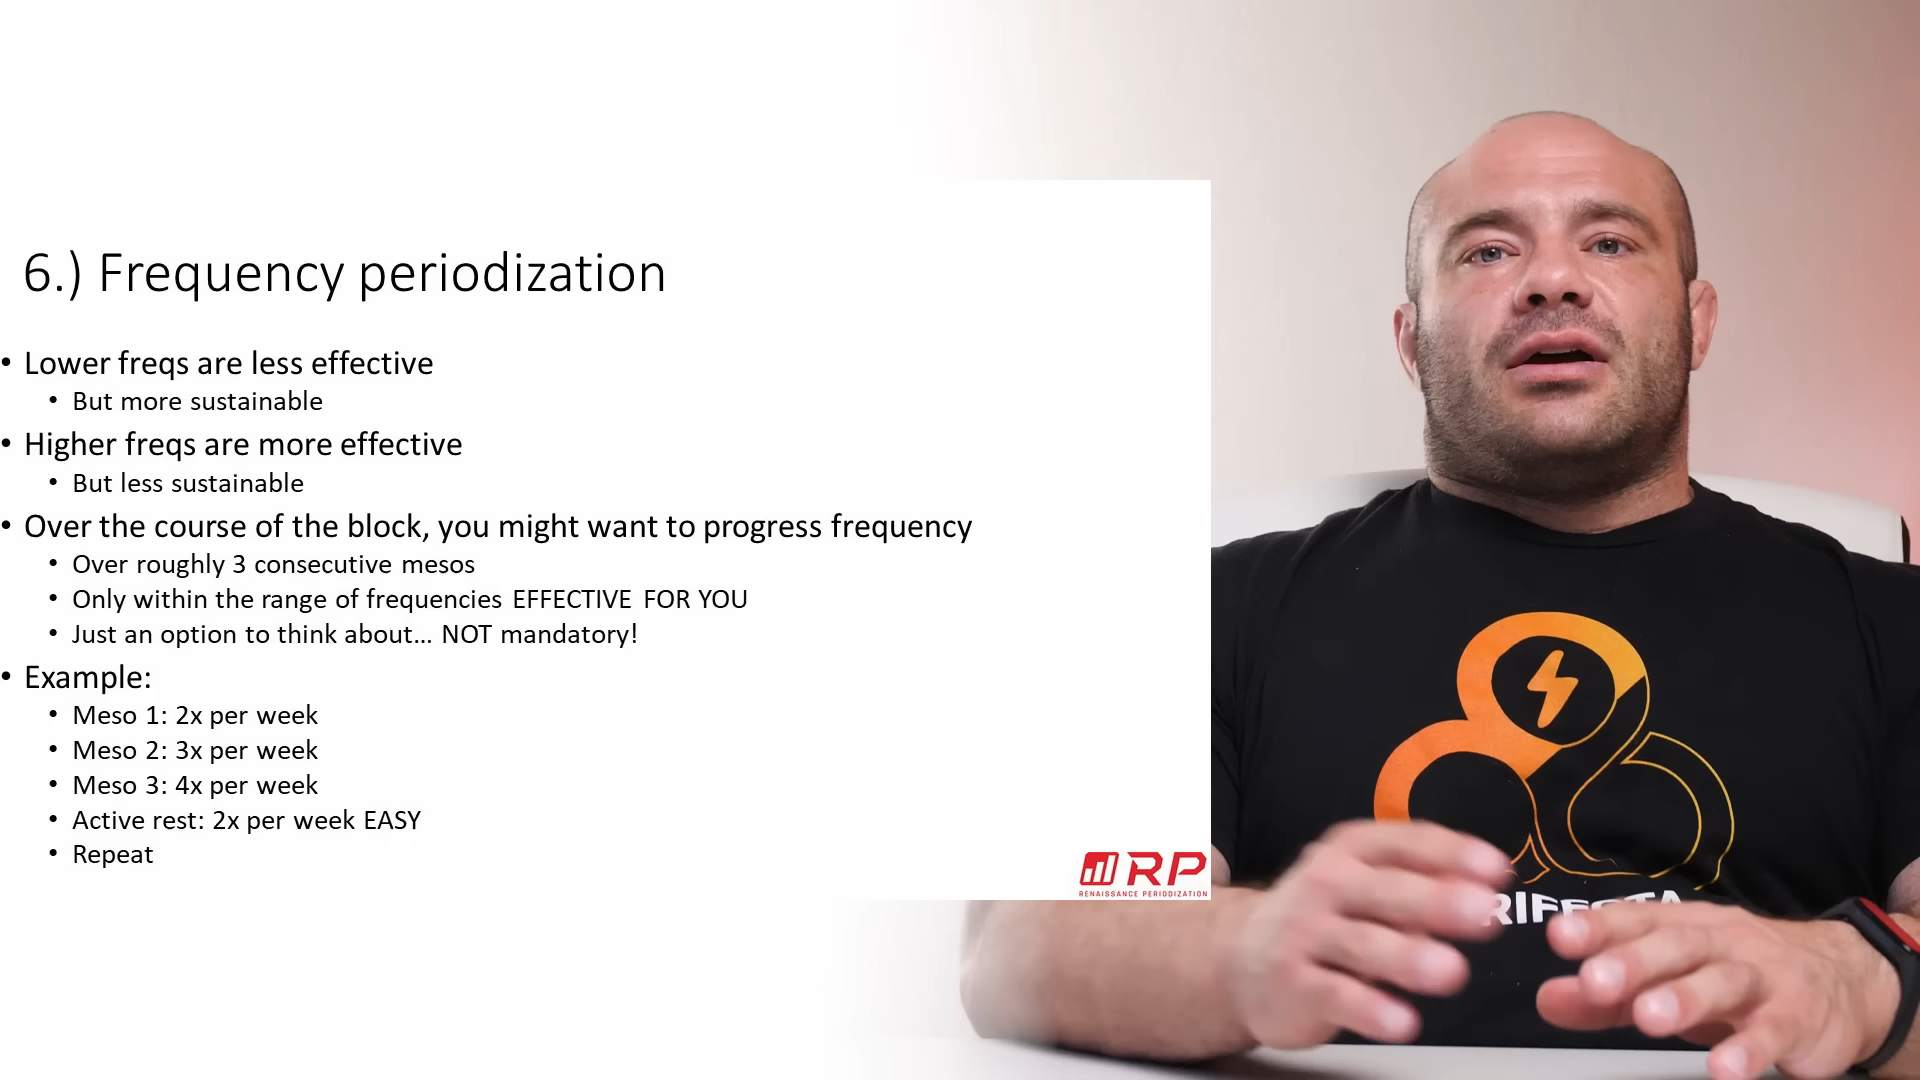 6.) Frequency periodization
• Lower freqs are less effective
• But more sustainable
• Higher freqs are more effective
• But less sustainable
• Over the course of the block, you might want to progress frequency
• Over roughly 3 consecutive mesos
• Only within the range of frequencies EFFECTIVE FOR YOU
• Just an option to think about... NOT mandatory!
• Example:
• Meso 1: 2x per week
• Meso 2: 3x per week
• Meso 3: 4x per week
• Active rest: 2x per week EASY
• Repeat
RP
RENAISSANCE PERIODIZATION